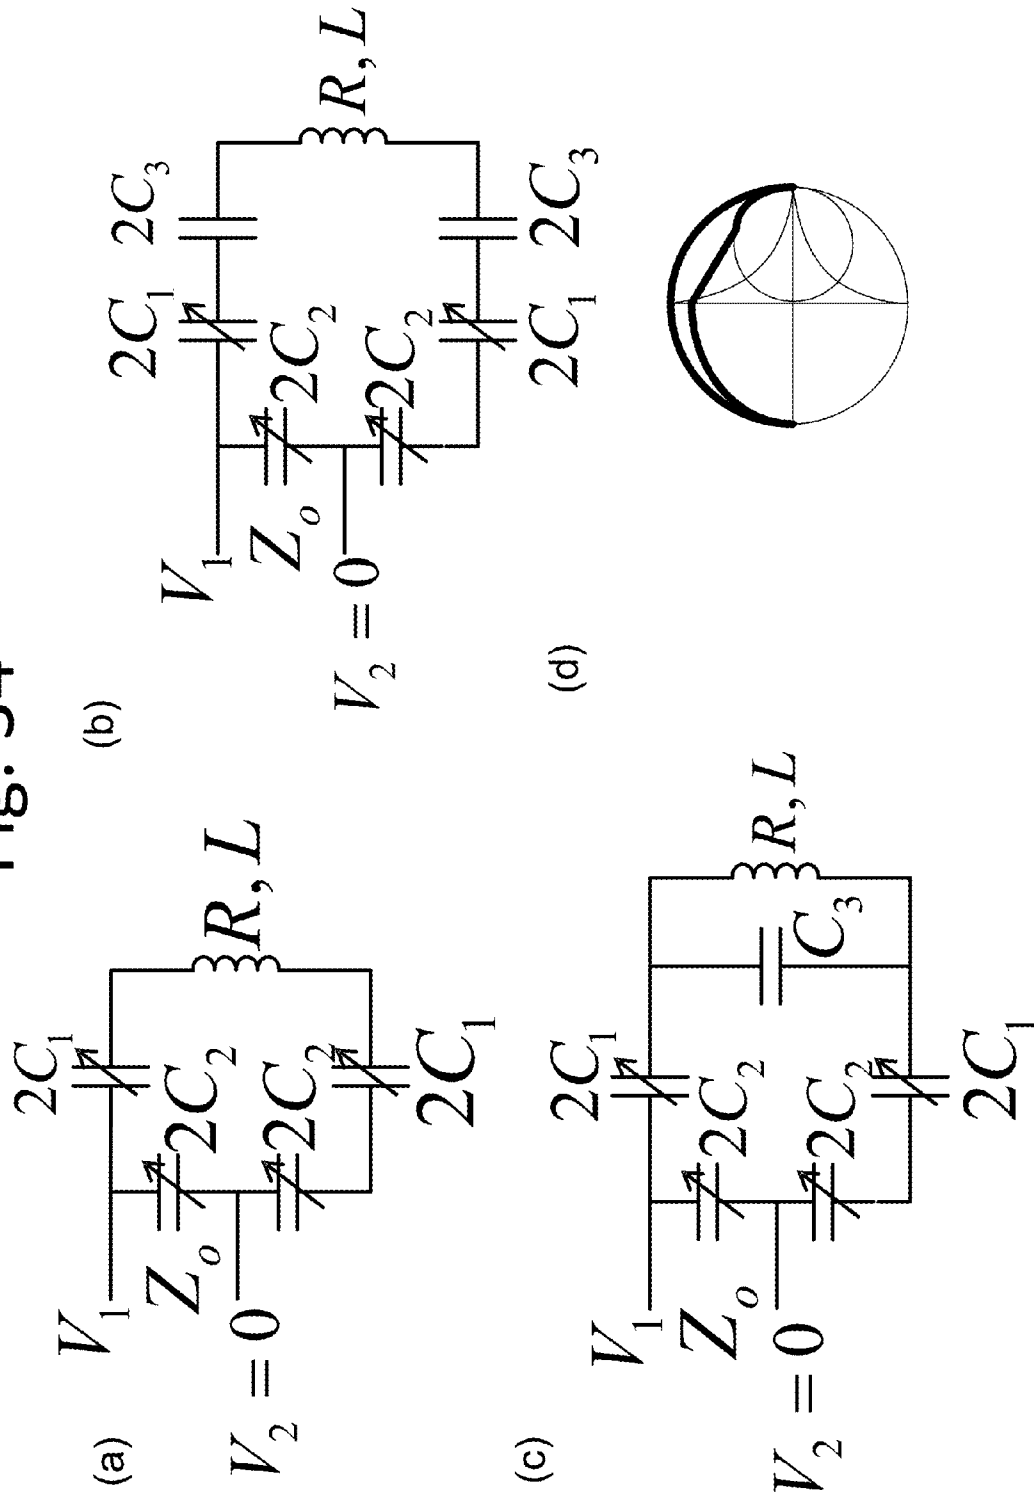 Fig.
(a)
V₁
2C₁
2C₂
Zₒ
R, L
2C₂
V₂ = 0
2C₁
(b)
V₁
2C₁
2C₃
2C₂
Zₒ
R, L
2C₂
V₂ = 0
2C₁
2C₃
(c)
V₁
2C₁
2C₂
Zₒ
R, L
C₃
2C₂
V₂ = 0
2C₁
(d)